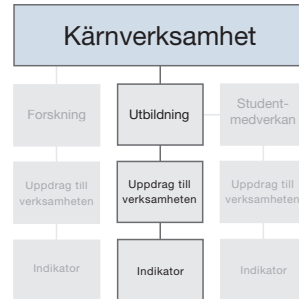 Kärnverksamhet
Forskning
Utbildning
Student-
medverkan
Uppdrag till
verksamheten
Uppdrag till
verksamheten
Uppdrag till
verksamheten
Indikator
Indikator
Indikator